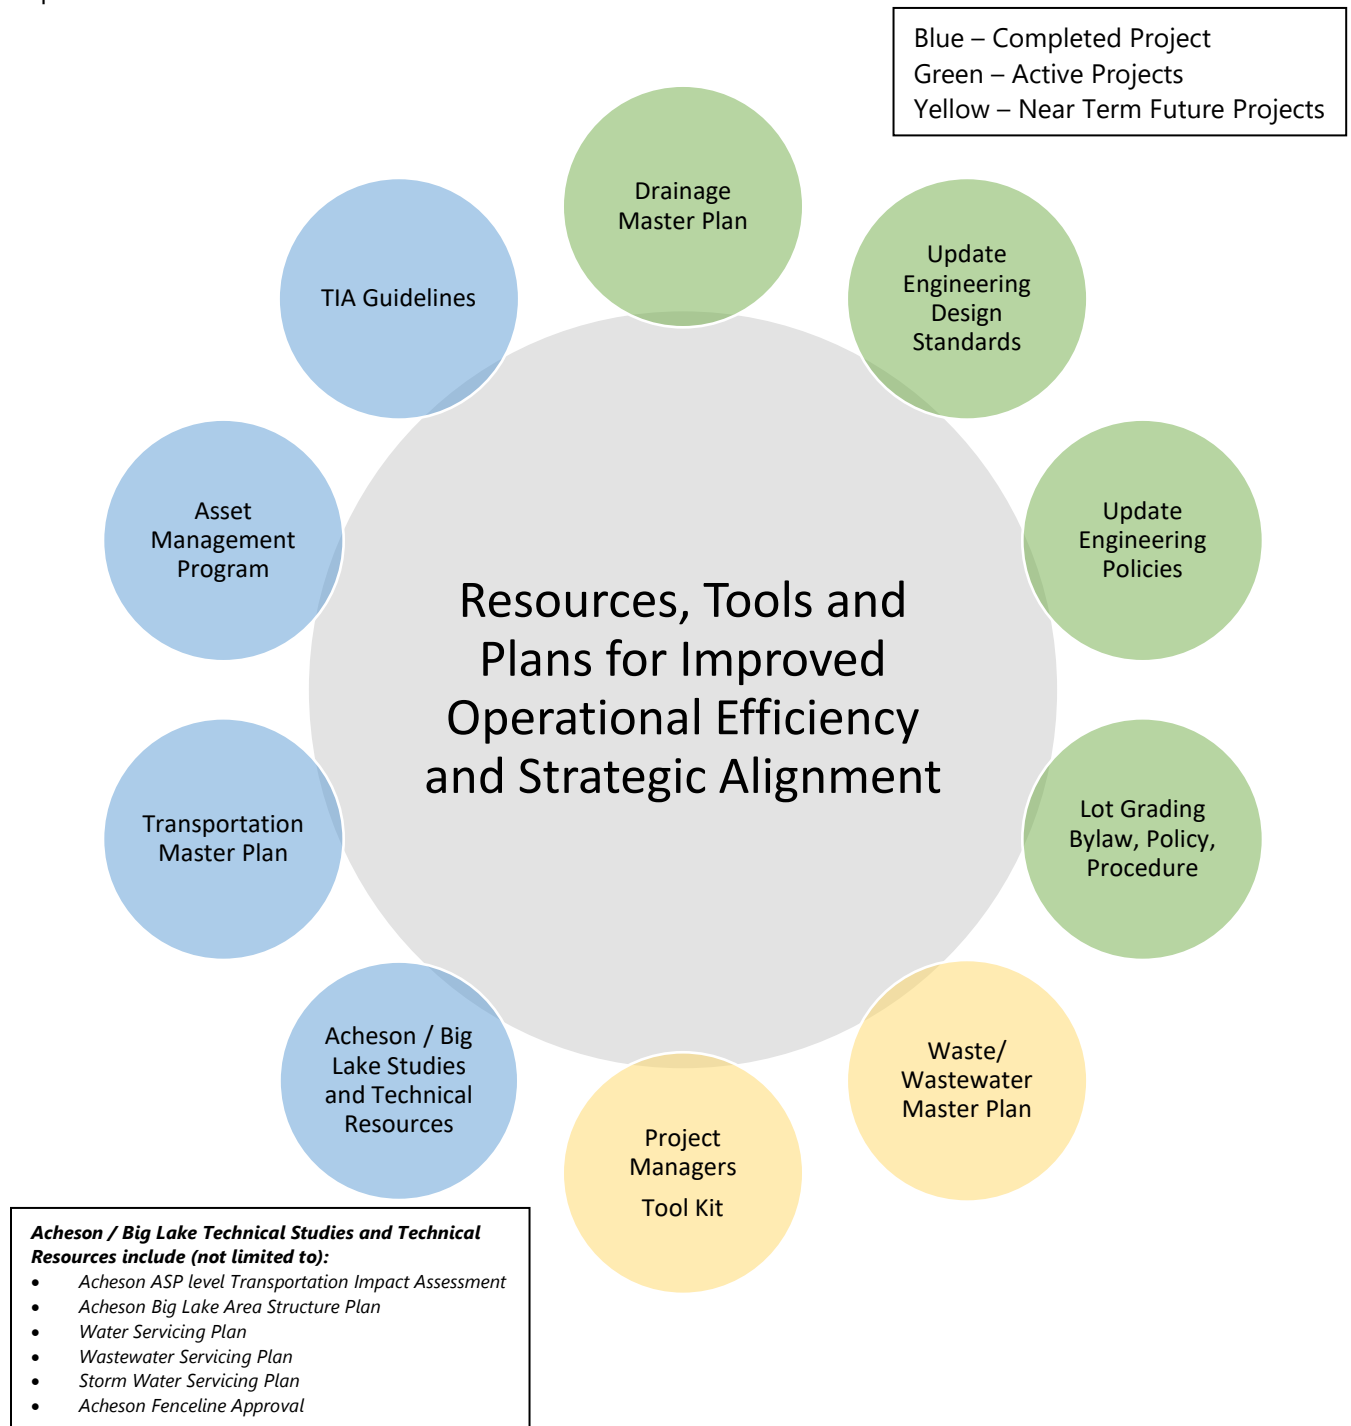 Blue – Completed Project
Green – Active Projects
Yellow – Near Term Future Projects
Drainage
Master Plan
Update
Engineering
Design
Standards
Update
Engineering
Policies
Lot Grading
Bylaw, Policy,
Procedure
Waste/
Wastewater
Master Plan
Project
Managers
Tool Kit
Acheson / Big
Lake Studies
and Technical
Resources
Transportation
Master Plan
Asset
Management
Program
TIA Guidelines
Resources, Tools and
Plans for Improved
Operational Efficiency
and Strategic Alignment
Acheson / Big Lake Technical Studies and Technical
Resources include (not limited to):
• Acheson ASP level Transportation Impact Assessment
• Acheson Big Lake Area Structure Plan
• Water Servicing Plan
• Wastewater Servicing Plan
• Storm Water Servicing Plan
• Acheson Fenceline Approval